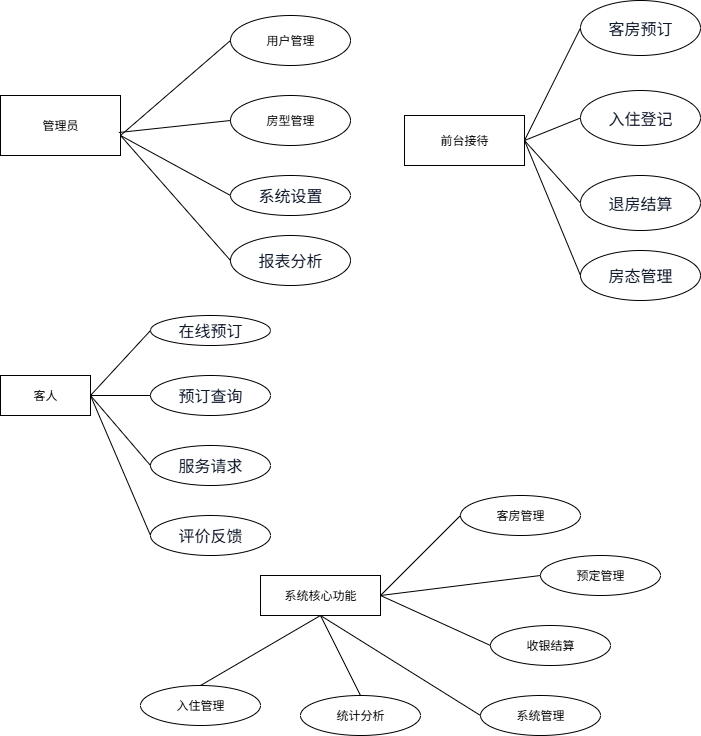 管理员
用户管理
房型管理
系统设置
报表分析
前台接待
客房预订
入住登记
退房结算
房态管理
客人
在线预订
预订查询
服务请求
评价反馈
系统核心功能
客房管理
预定管理
收银结算
入住管理
统计分析
系统管理